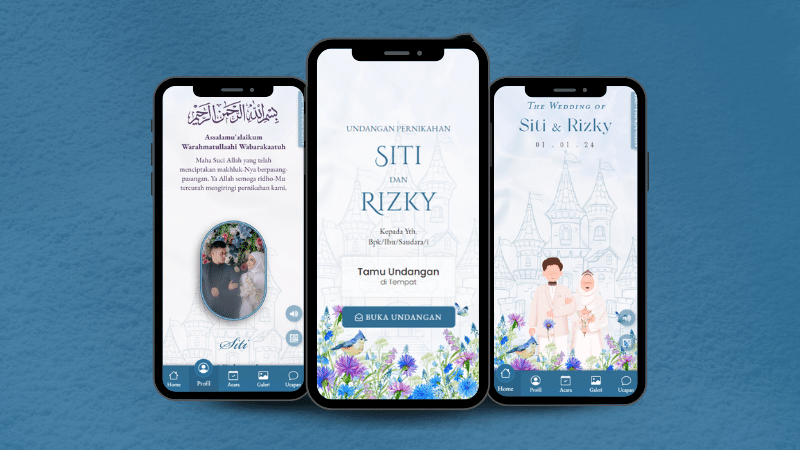 بِسْمِ اللهِ الرَّحْمٰنِ الرَّحِيْمِ
Assalamu'alaikum
Warahmatullaahi Wabarakaatuh
Maha Suci Allah yang telah
menciptakan makhluk-Nya berpasang-
pasangan. Ya Allah semoga ridho-Mu
tercurah mengiringi pernikahan kami.
Siti
Home
Profil
Acara
Galeri
Ucapan
UNDANGAN PERNIKAHAN
SITI
DAN
RIZKY
Kepada Yth.
Bpk/Ibu/Saudara/i
Tamu Undangan
di Tempat
BUKA UNDANGAN
THE WEDDING OF
Siti & Rizky
01 . 01 . 24
Home
Profil
Acara
Galeri
Ucapan